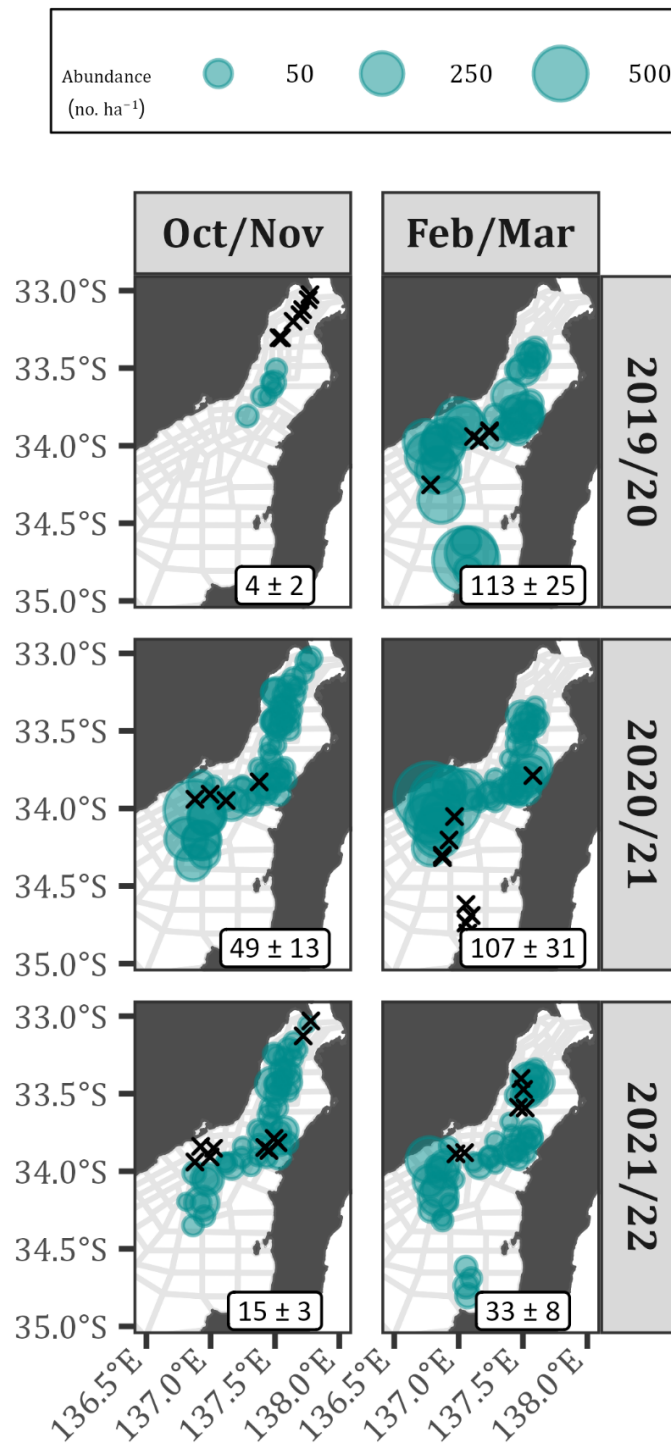 Abundance
(no. ha⁻¹)
50
250
500
Oct/Nov
Feb/Mar
33.0°S
33.5°S
34.0°S
34.5°S
35.0°S
4 ± 2
113 ± 25
2019/20
33.0°S
33.5°S
34.0°S
34.5°S
35.0°S
49 ± 13
107 ± 31
2020/21
33.0°S
33.5°S
34.0°S
34.5°S
35.0°S
15 ± 3
33 ± 8
2021/22
136.5°E
137.0°E
137.5°E
138.0°E
136.5°E
137.0°E
137.5°E
138.0°E